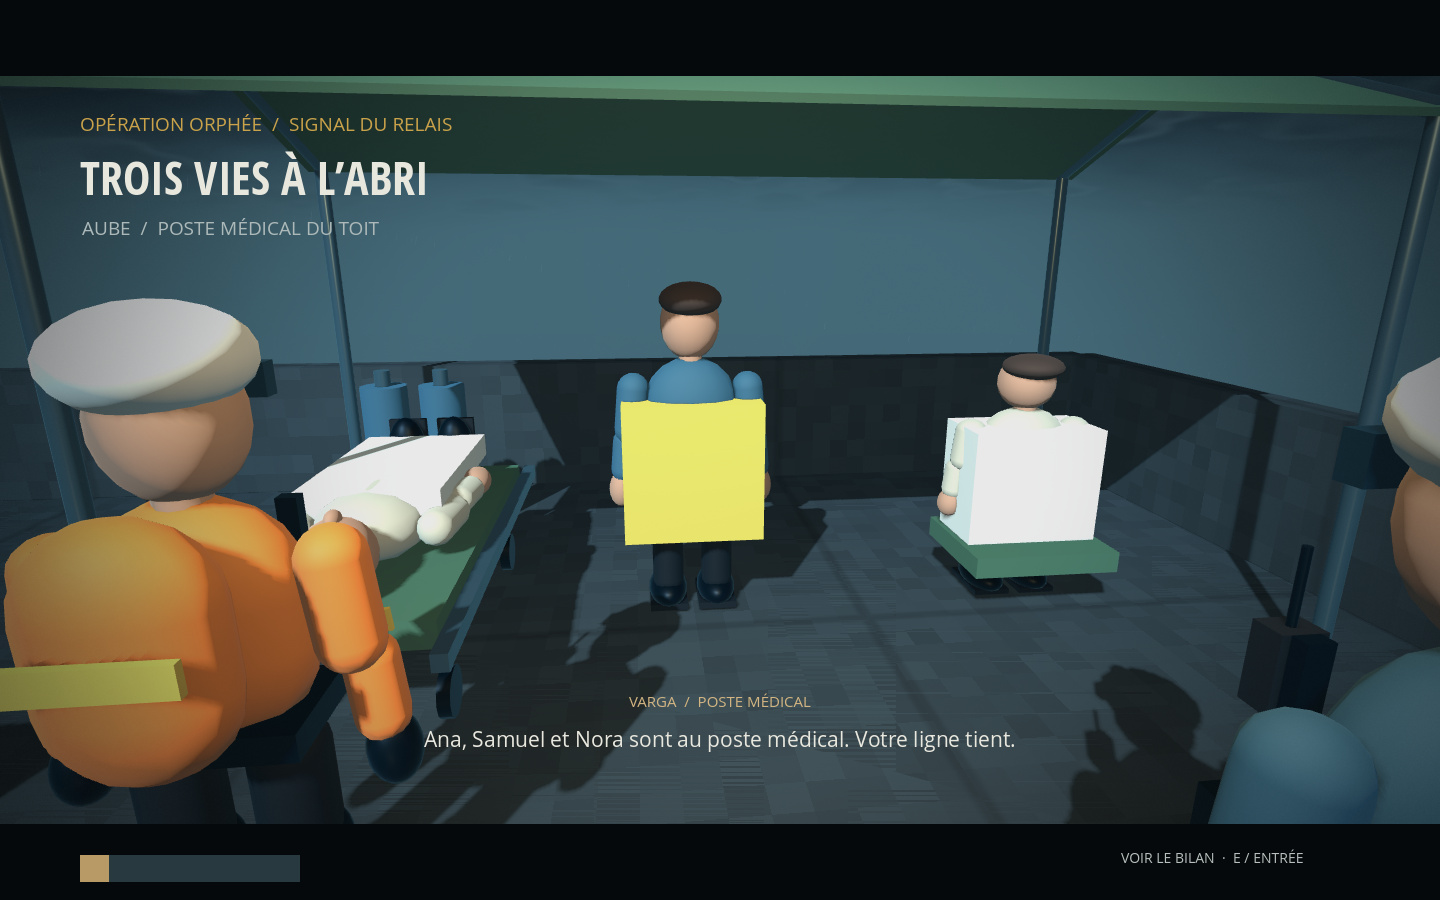 OPÉRATION ORPHÉE / SIGNAL DU RELAIS
TROIS VIES À L’ABRI
AUBE / POSTE MÉDICAL DU TOIT
VARGA / POSTE MÉDICAL
Ana, Samuel et Nora sont au poste médical. Votre ligne tient.
VOIR LE BILAN · E / ENTRÉE